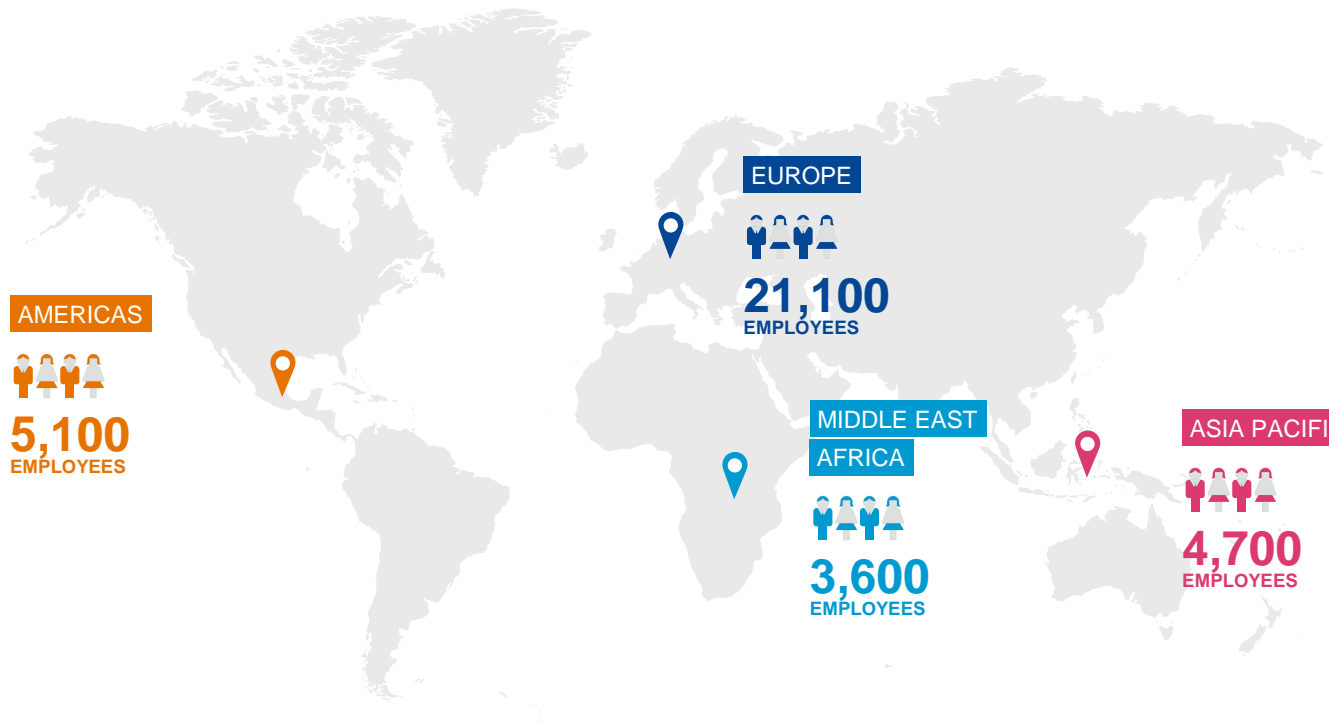 EUROPE
21,100
EMPLOYEES
AMERICAS
5,100
EMPLOYEES
MIDDLE EAST
AFRICA
3,600
EMPLOYEES
ASIA PACIFI
4,700
EMPLOYEES